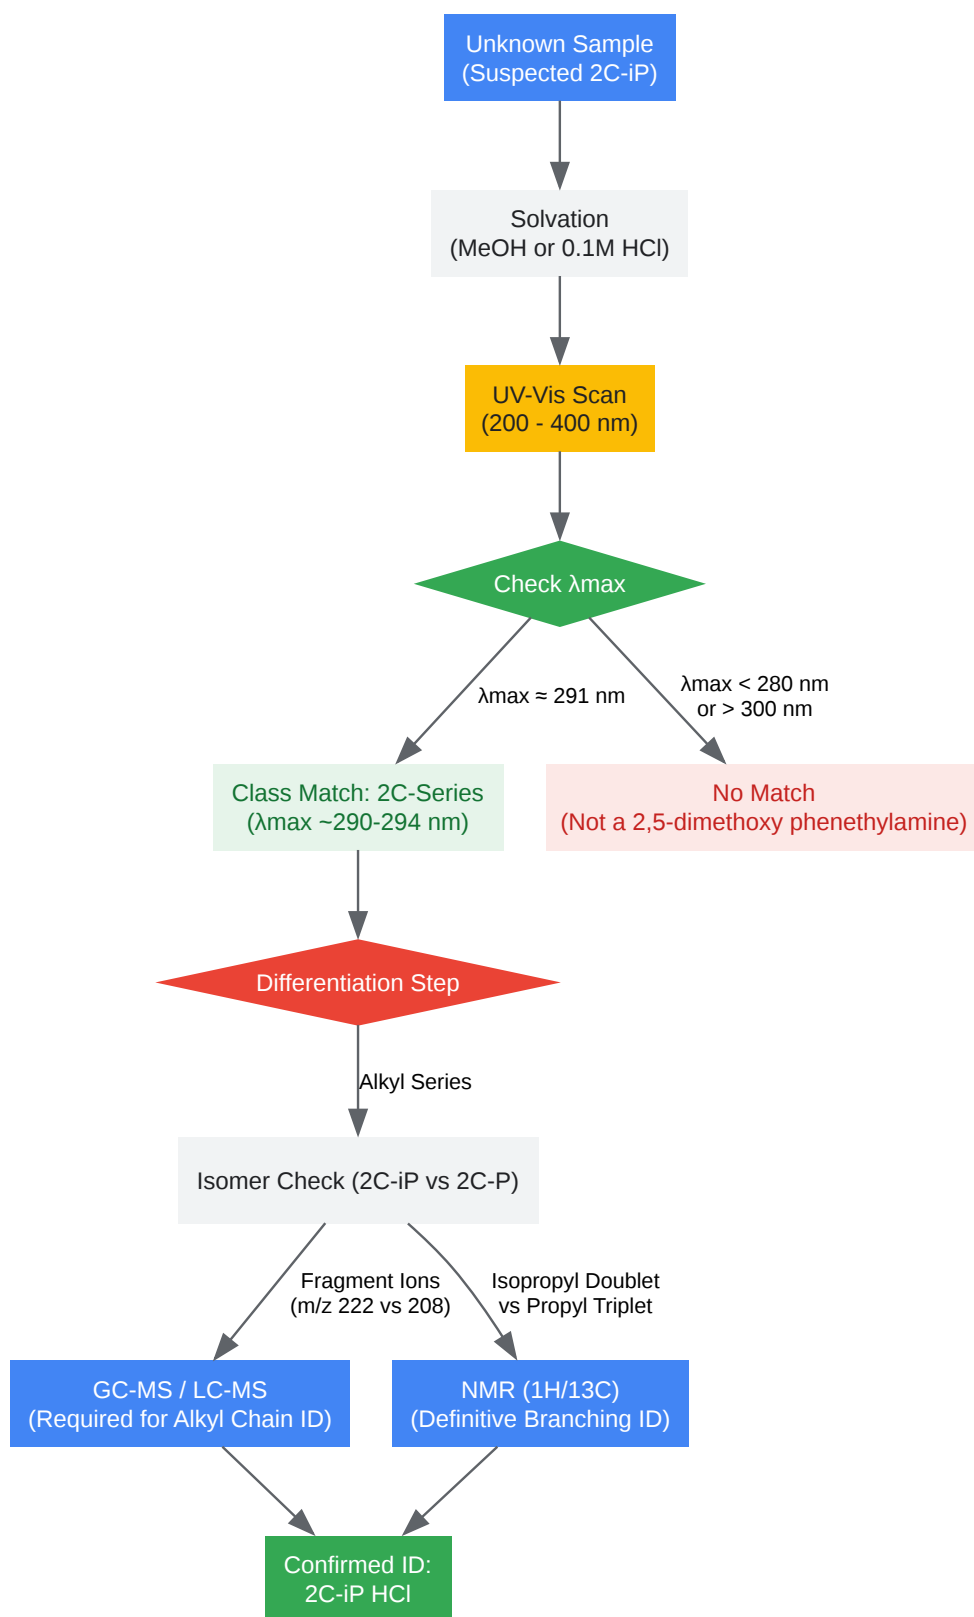 Unknown Sample
(Suspected 2C-iP)
Solvation
(MeOH or 0.1M HCl)
UV-Vis Scan
(200 - 400 nm)
Check λmax
λmax ≈ 291 nm
λmax < 280 nm
or > 300 nm
Class Match: 2C-Series
(λmax ~290-294 nm)
No Match
(Not a 2,5-dimethoxy phenethylamine)
Differentiation Step
Alkyl Series
Isomer Check (2C-iP vs 2C-P)
Fragment Ions
(m/z 222 vs 208)
Isopropyl Doublet
vs Propyl Triplet
GC-MS / LC-MS
(Required for Alkyl Chain ID)
NMR (1H/13C)
(Definitive Branching ID)
Confirmed ID:
2C-iP HCl